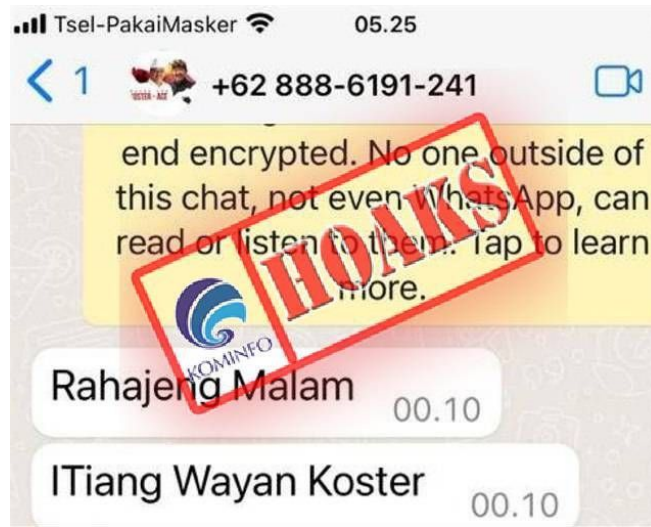 Tsel-PakaiMasker 05.25
1 +62 888-6191-241
end encrypted. No one outside of
this chat, not even WhatsApp, can
read or listen to them. Tap to learn
more.
HOAKS
KOMINFO
Rahajeng Malam 00.10
ITiang Wayan Koster 00.10